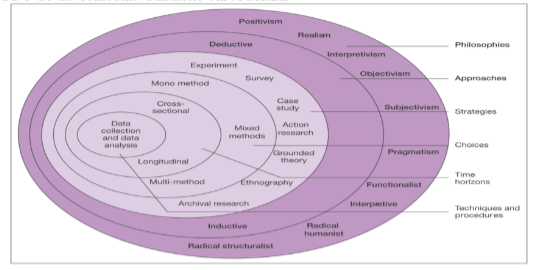 Positivism
Realism
Deductive
Interpretivism
Philosophies
Experiment
Objectivism
Survey
Approaches
Mono method
Cross-
sectional
Case
study
Subjectivism
Strategies
Data
collection
and data
analysis
Mixed
methods
Action
research
Choices
Grounded
theory
Pragmatism
Longitudinal
Time
horizons
Multi-method
Ethnography
Functionalist
Archival research
Interpretive
Techniques and
procedures
Inductive
Radical
humanist
Radical structuralist